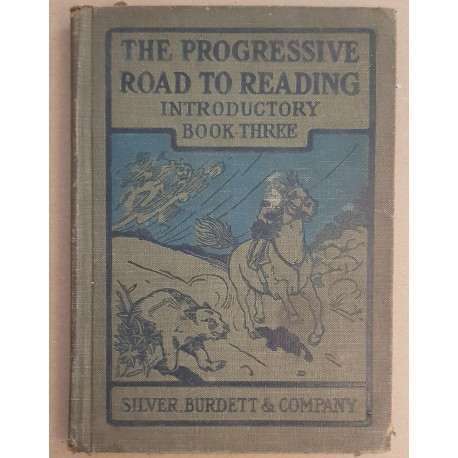 THE PROGRESSIVE
ROAD TO READING
INTRODUCTORY
BOOK THREE
SILVER, BURDETT & COMPANY